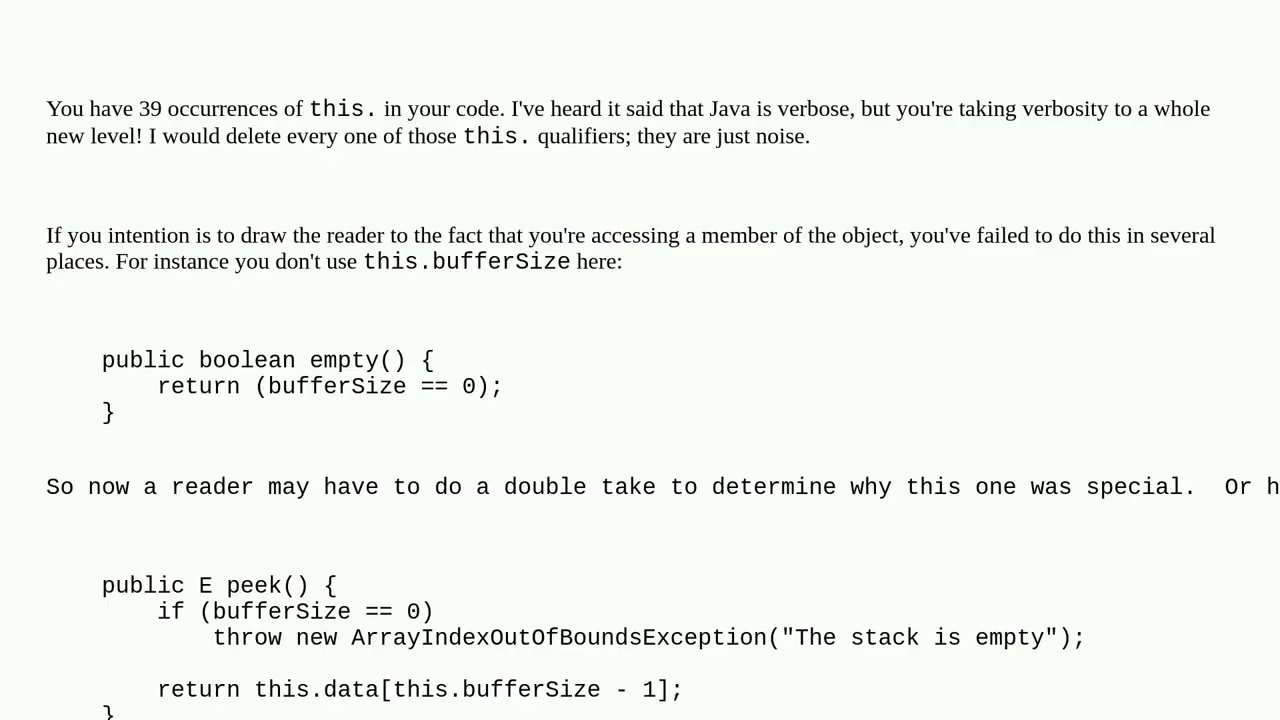 You have 39 occurrences of this. in your code. I've heard it said that Java is verbose, but you're taking verbosity to a whole
new level! I would delete every one of those this. qualifiers; they are just noise.
If you intention is to draw the reader to the fact that you're accessing a member of the object, you've failed to do this in several
places. For instance you don't use this.bufferSize here:
public boolean empty() {
    return (bufferSize == 0);
}
So now a reader may have to do a double take to determine why this one was special.  Or h
public E peek() {
    if (bufferSize == 0)
        throw new ArrayIndexOutOfBoundsException("The stack is empty");
    return this.data[this.bufferSize - 1];
}